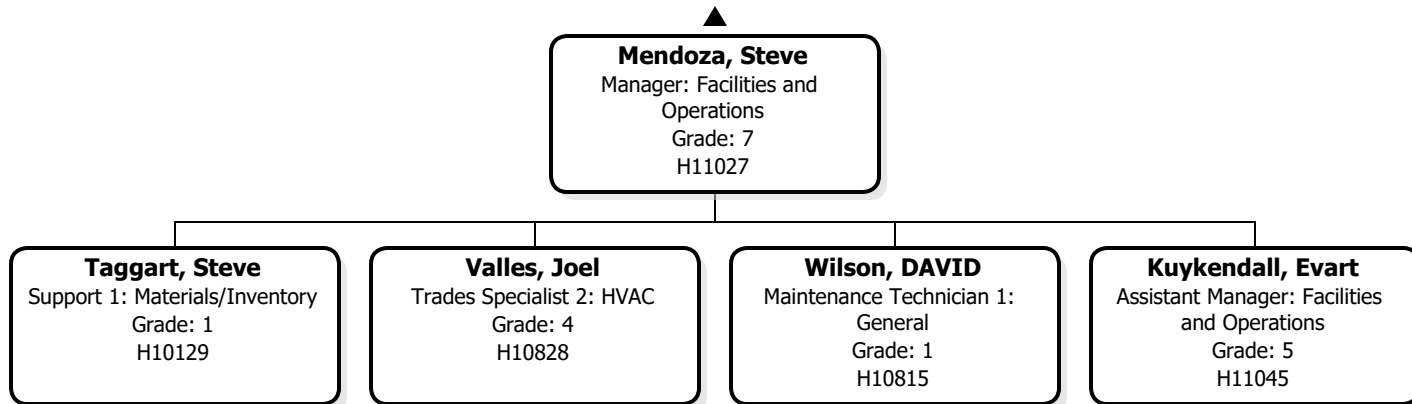 Mendoza, Steve
Manager: Facilities and
Operations
Grade: 7
H11027
Taggart, Steve
Support 1: Materials/Inventory
Grade: 1
H10129
Valles, Joel
Trades Specialist 2: HVAC
Grade: 4
H10828
Wilson, DAVID
Maintenance Technician 1:
General
Grade: 1
H10815
Kuykendall, Evart
Assistant Manager: Facilities
and Operations
Grade: 5
H11045